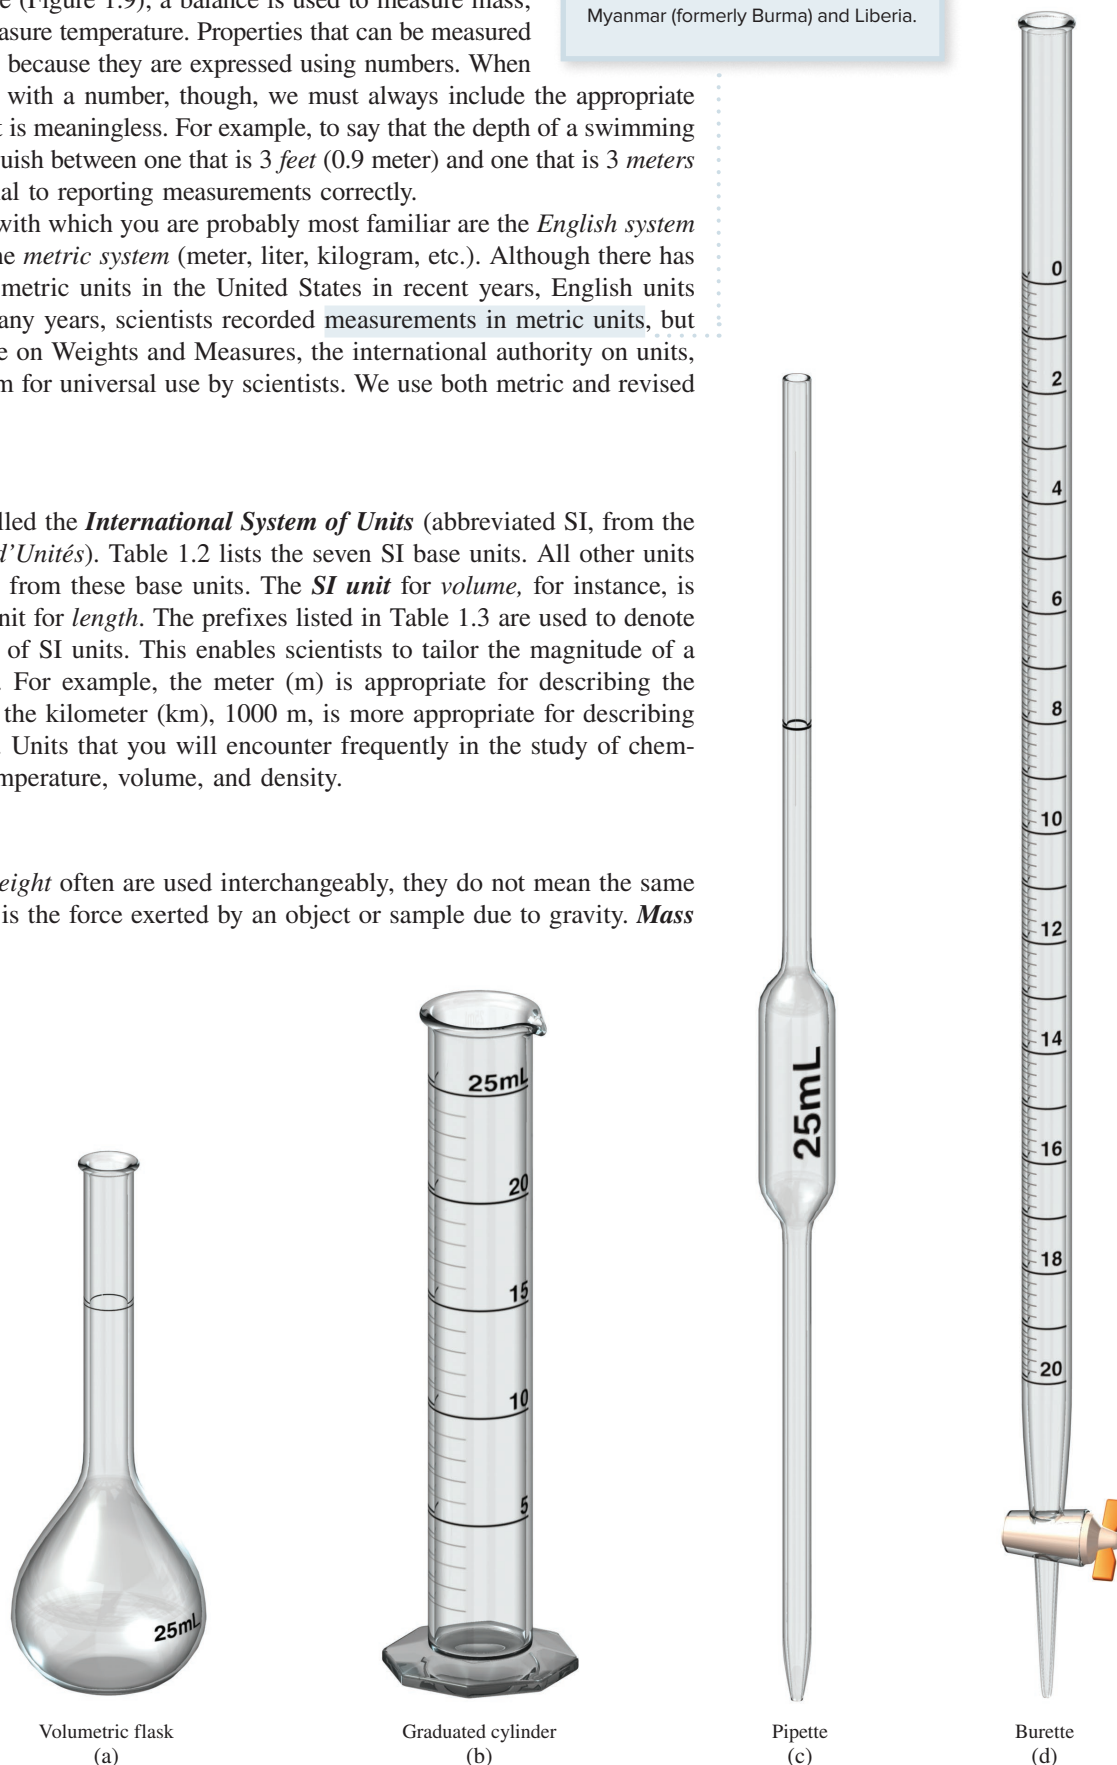 e (Figure 1.9), a balance is used to measure mass,
asure temperature. Properties that can be measured
because they are expressed using numbers. When
with a number, though, we must always include the appropriate
t is meaningless. For example, to say that the depth of a swimming
uish between one that is 3 feet (0.9 meter) and one that is 3 meters
al to reporting measurements correctly.
with which you are probably most familiar are the English system
ne metric system (meter, liter, kilogram, etc.). Although there has
metric units in the United States in recent years, English units
any years, scientists recorded measurements in metric units, but
e on Weights and Measures, the international authority on units,
m for universal use by scientists. We use both metric and revised
Myanmar (formerly Burma) and Liberia.
lled the International System of Units (abbreviated SI, from the
d'Unités). Table 1.2 lists the seven SI base units. All other units
from these base units. The SI unit for volume, for instance, is
nit for length. The prefixes listed in Table 1.3 are used to denote
of SI units. This enables scientists to tailor the magnitude of a
. For example, the meter (m) is appropriate for describing the
the kilometer (km), 1000 m, is more appropriate for describing
. Units that you will encounter frequently in the study of chem-
mperature, volume, and density.
eight often are used interchangeably, they do not mean the same
is the force exerted by an object or sample due to gravity. Mass
25mL
Volumetric flask
(a)
25mL
20
15
10
5
Graduated cylinder
(b)
25mL
Pipette
(c)
0
2
4
6
8
10
12
14
16
18
20
Burette
(d)